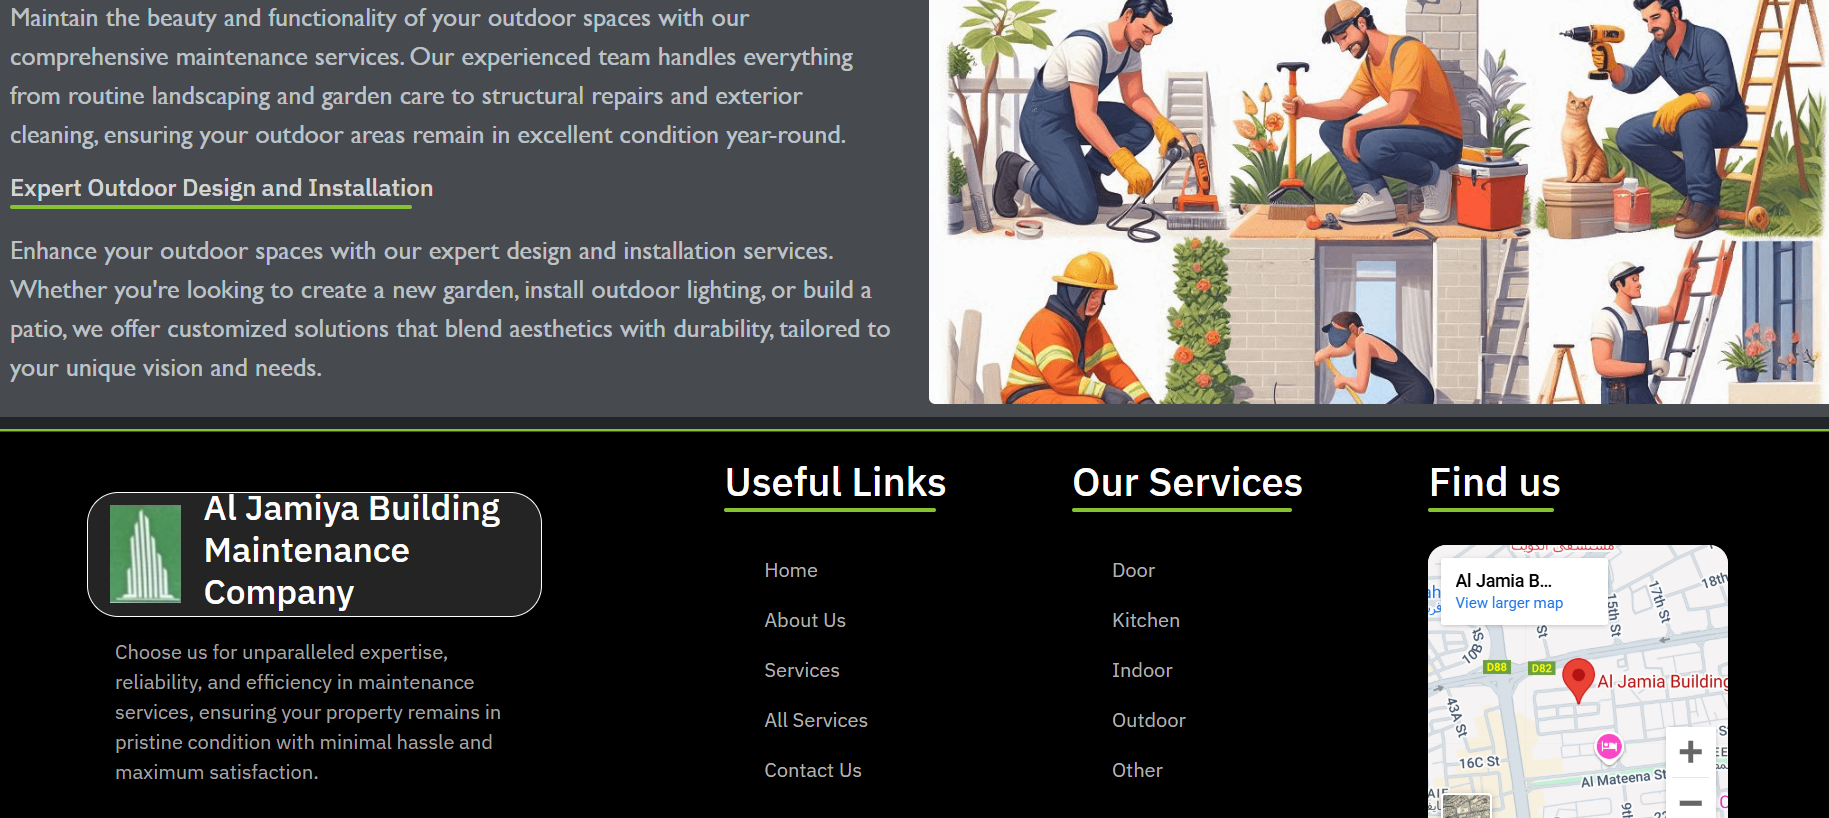 Maintain the beauty and functionality of your outdoor spaces with our
comprehensive maintenance services. Our experienced team handles everything
from routine landscaping and garden care to structural repairs and exterior
cleaning, ensuring your outdoor areas remain in excellent condition year-round.
Expert Outdoor Design and Installation
Enhance your outdoor spaces with our expert design and installation services.
Whether you're looking to create a new garden, install outdoor lighting, or build a
patio, we offer customized solutions that blend aesthetics with durability, tailored to
your unique vision and needs.
Al Jamiya Building
Maintenance
Company
Choose us for unparalleled expertise,
reliability, and efficiency in maintenance
services, ensuring your property remains in
pristine condition with minimal hassle and
maximum satisfaction.
Useful Links
Home
About Us
Services
All Services
Contact Us
Our Services
Door
Kitchen
Indoor
Outdoor
Other
Find us
مستشفى الكويت
Al Jamia B...
View larger map
18th
17th St
15th St
St
10B St
D88
D82
Al Jamia Building
43A St
16C St
Al Mateena St
9th